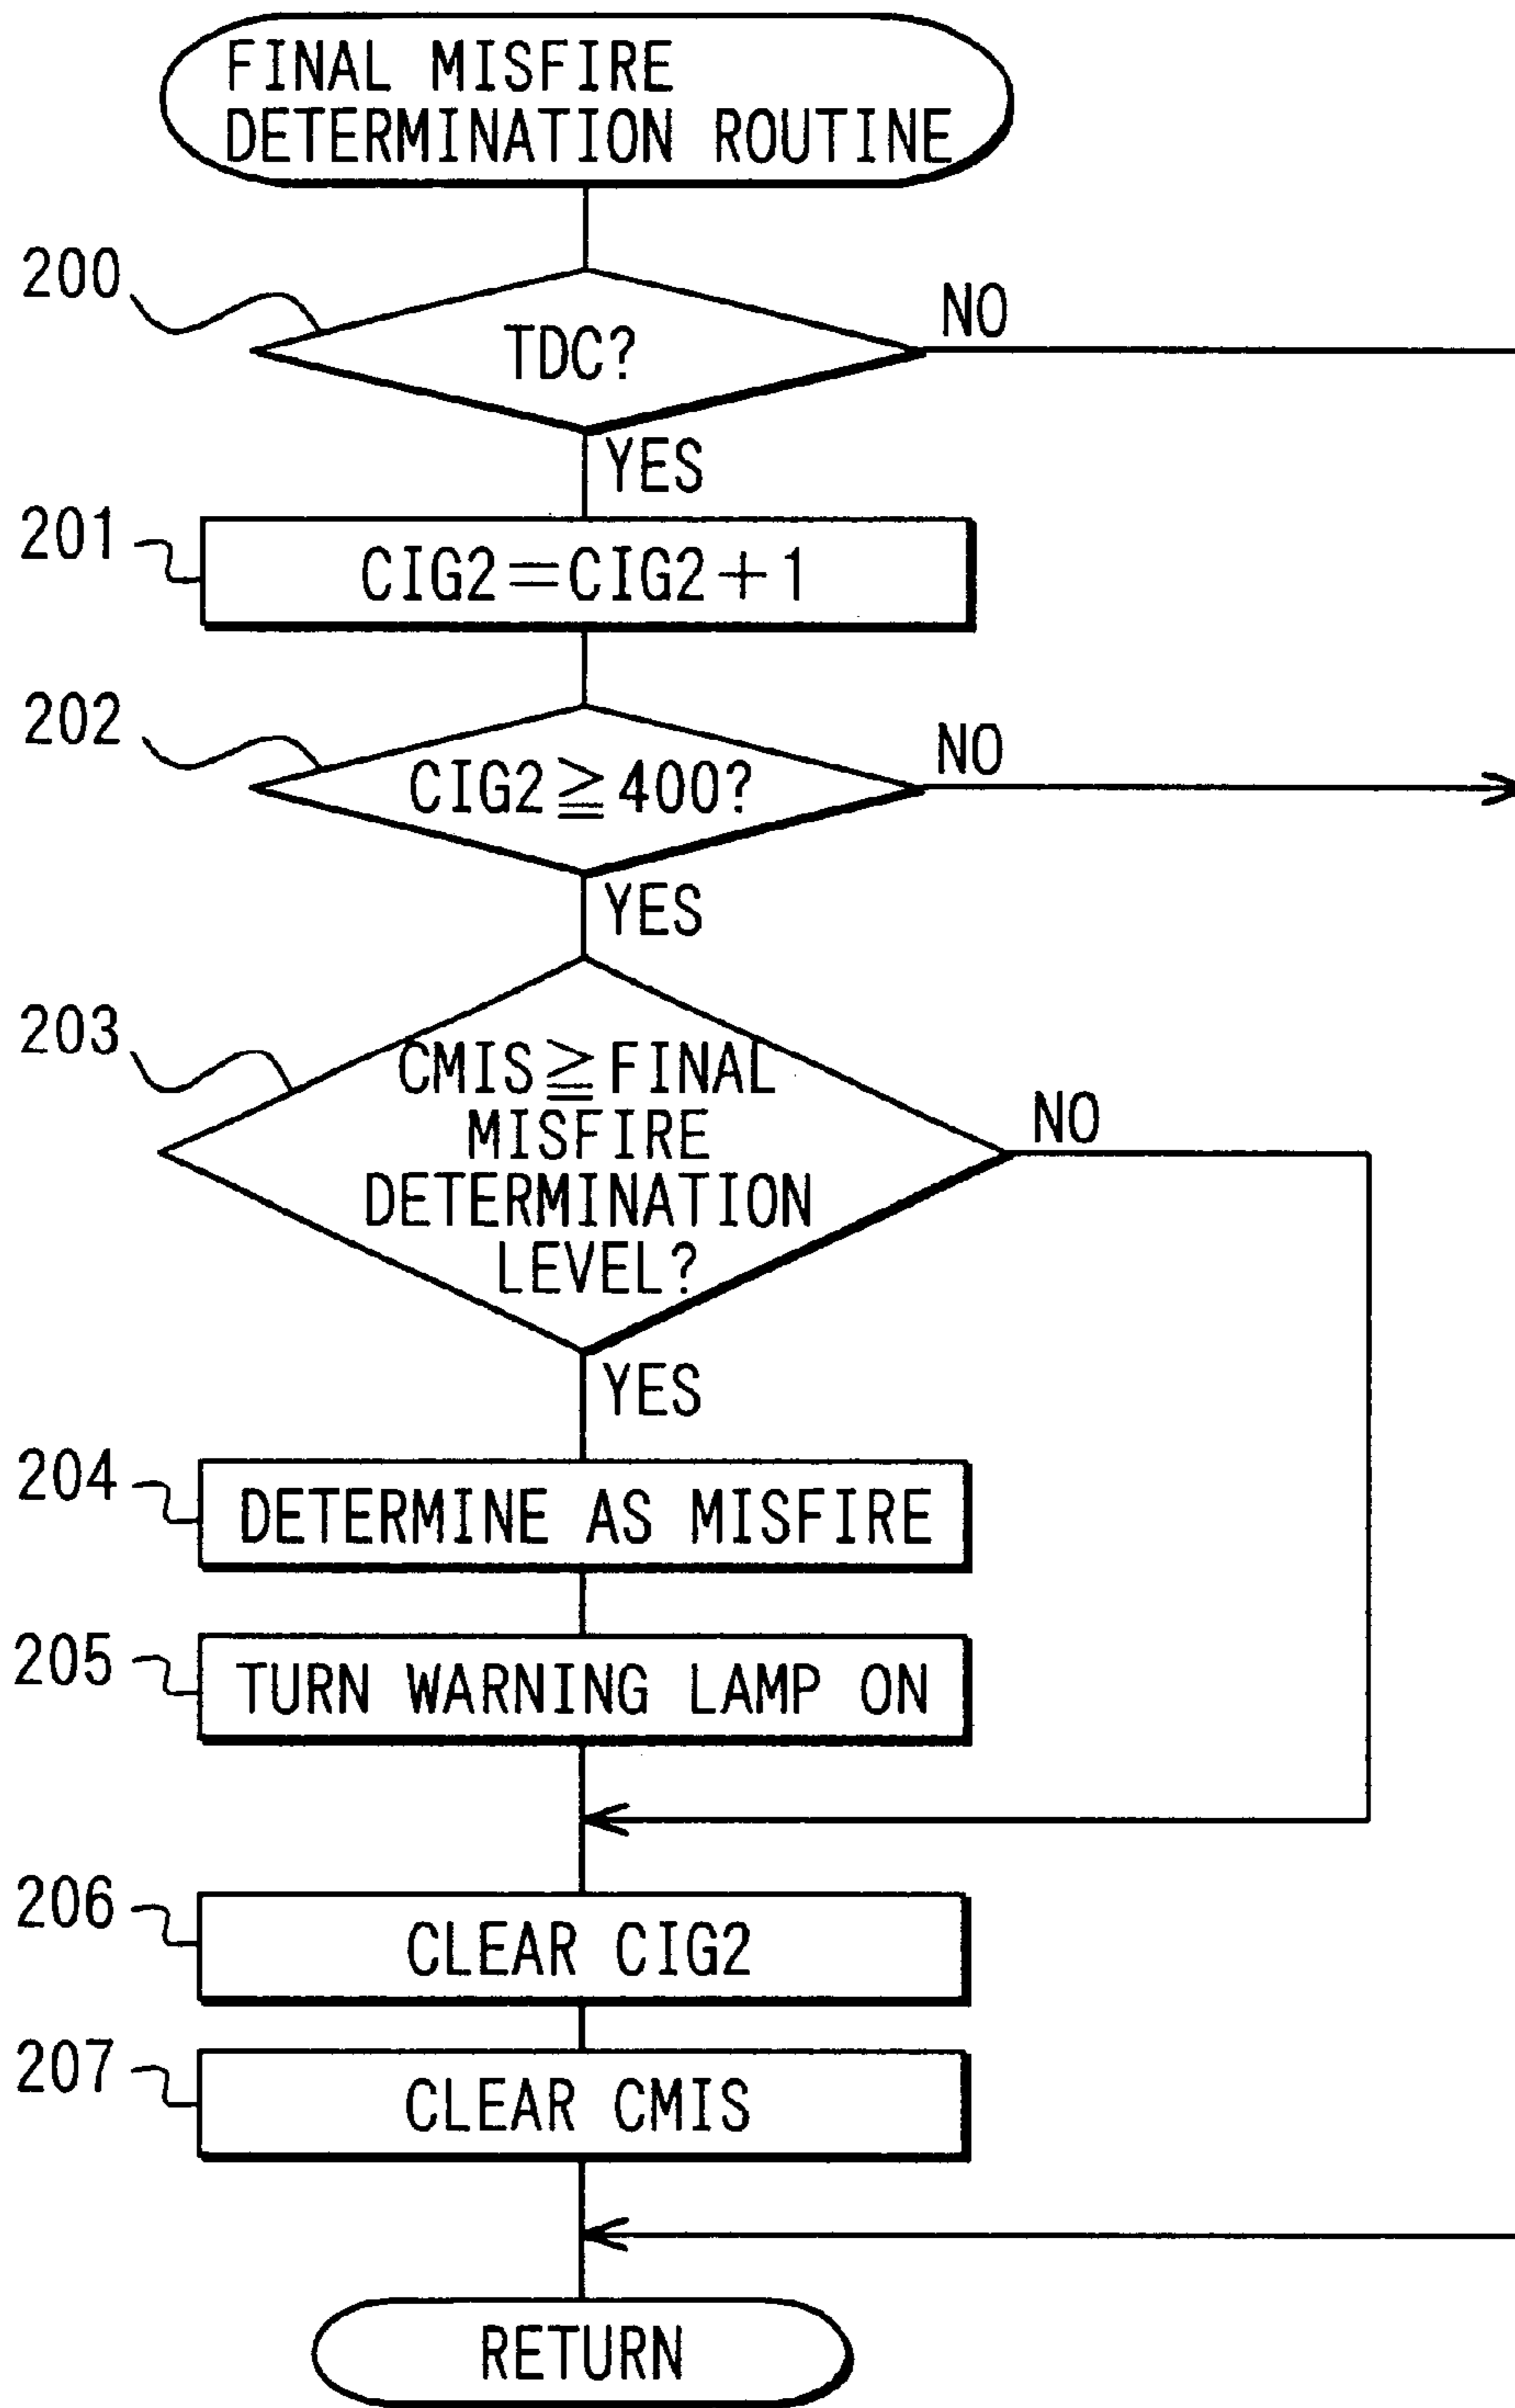 FINAL MISFIRE
DETERMINATION ROUTINE
200
TDC?
NO
YES
201
CIG2=CIG2+1
202
CIG2≧400?
NO
YES
203
CMIS≧FINAL
MISFIRE
DETERMINATION
LEVEL?
NO
YES
204
DETERMINE AS MISFIRE
205
TURN WARNING LAMP ON
206
CLEAR CIG2
207
CLEAR CMIS
RETURN